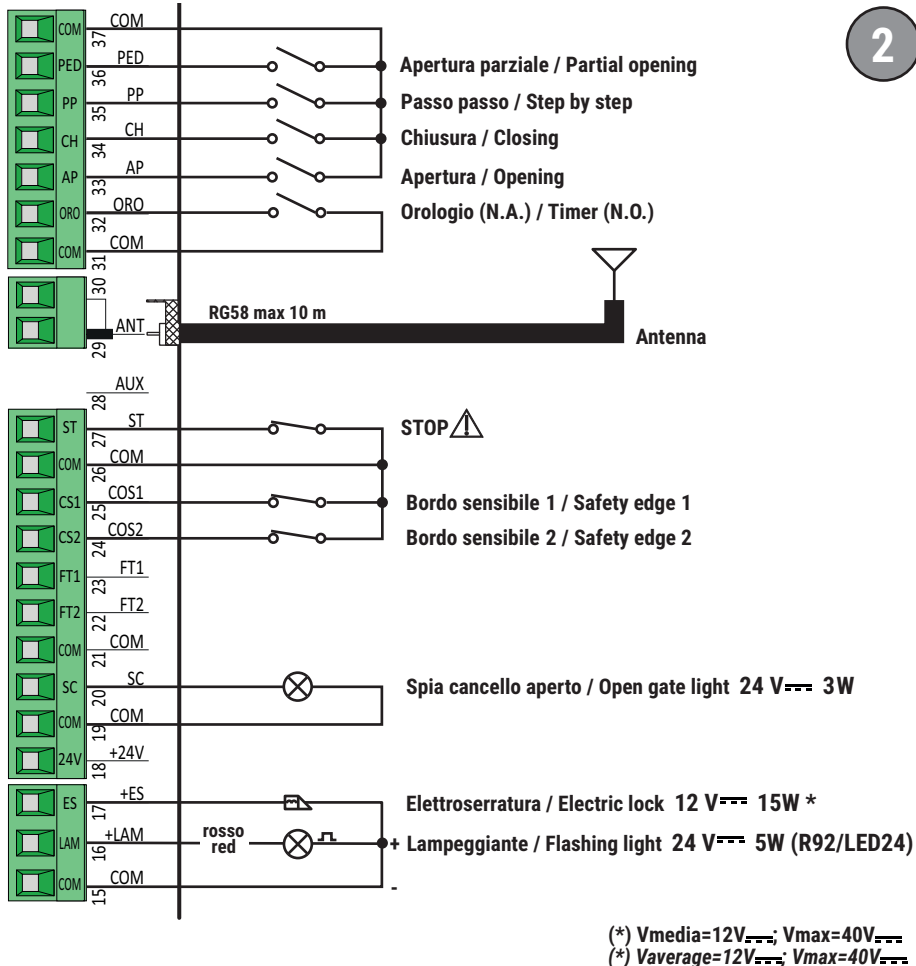 2
COM COM
37
PED PED Apertura parziale / Partial opening
36
PP PP Passo passo / Step by step
35
CH CH Chiusura / Closing
34
AP AP Apertura / Opening
33
ORO ORO Orologio (N.A.) / Timer (N.O.)
32
COM COM
31
30
RG58 max 10 m
ANT Antenna
29
AUX
28
ST ST STOP
27
COM COM
26
CS1 COS1 Bordo sensibile 1 / Safety edge 1
25
CS2 COS2 Bordo sensibile 2 / Safety edge 2
24
FT1 FT1
23
FT2 FT2
22
COM COM
21
SC SC Spia cancello aperto / Open gate light 24 V 3W
20
COM COM
19
24V +24V
18
ES +ES Elettroserratura / Electric lock 12 V 15W *
17
LAM +LAM rosso + Lampeggiante / Flashing light 24 V 5W (R92/LED24)
red
16
COM COM -
15
(*) Vmedia=12V; Vmax=40V
(*) Vaverage=12V; Vmax=40V